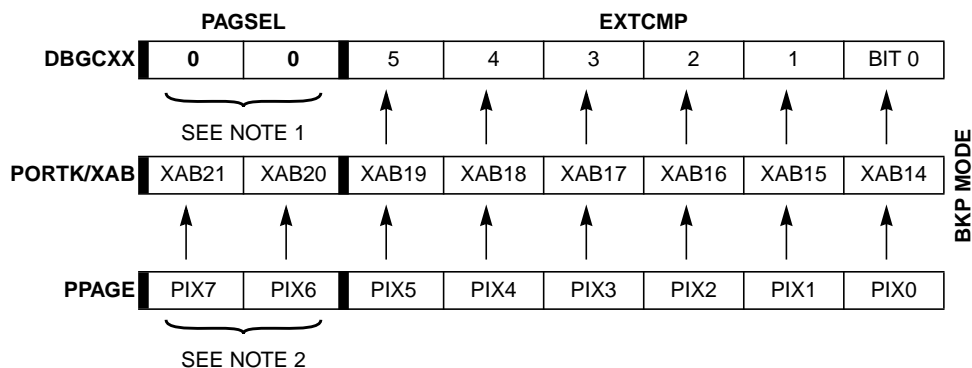 PAGSEL EXTCMP
DBGCXX 0 0 5 4 3 2 1 BIT 0
SEE NOTE 1
PORTK/XAB XAB21 XAB20 XAB19 XAB18 XAB17 XAB16 XAB15 XAB14
BKP MODE
PPAGE PIX7 PIX6 PIX5 PIX4 PIX3 PIX2 PIX1 PIX0
SEE NOTE 2